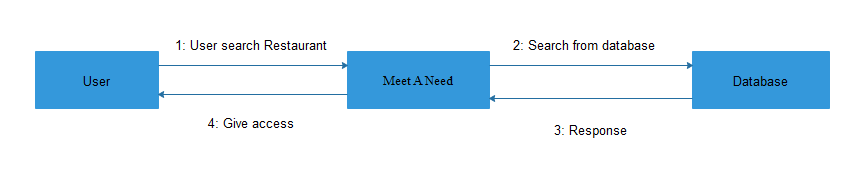 1: User search Restaurant
2: Search from database
User
Meet A Need
Database
4: Give access
3: Response